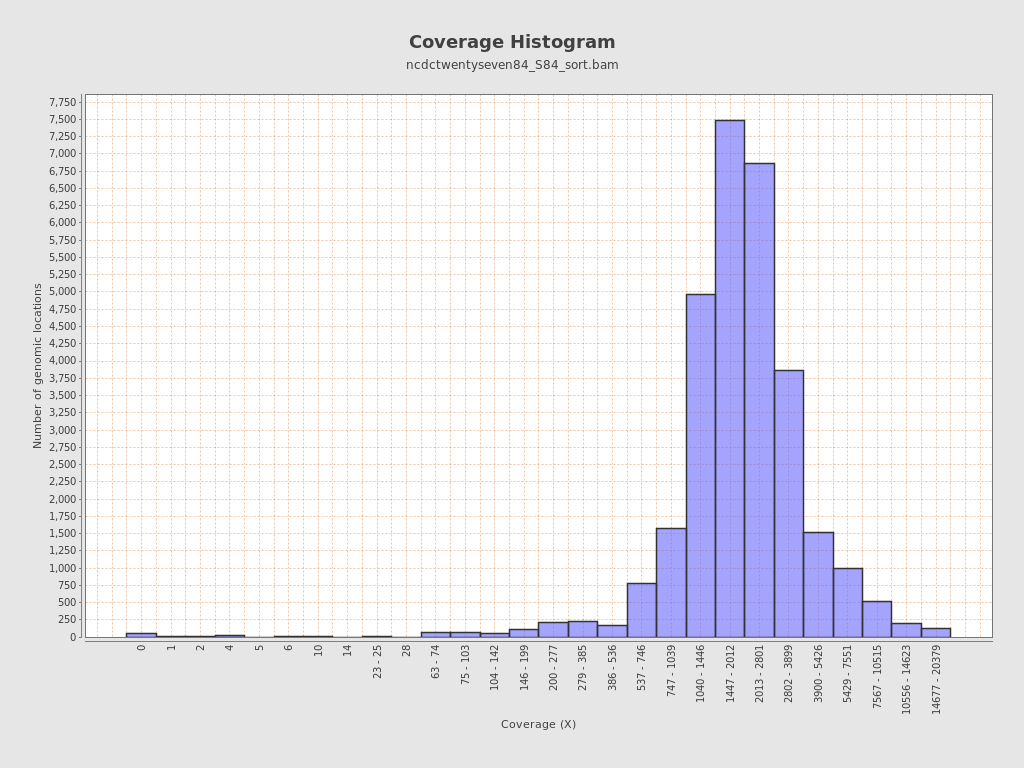 Coverage Histogram
ncdctwentyseven84_S84_sort.bam
Number of genomic locations
7,750
7,500
7,250
7,000
6,750
6,500
6,250
6,000
5,750
5,500
5,250
5,000
4,750
4,500
4,250
4,000
3,750
3,500
3,250
3,000
2,750
2,500
2,250
2,000
1,750
1,500
1,250
1,000
750
500
250
0
0
1
2
4
5
6
10
14
23 - 25
28
63 - 74
75 - 103
104 - 142
146 - 199
200 - 277
279 - 385
386 - 536
537 - 746
747 - 1039
1040 - 1446
1447 - 2012
2013 - 2801
2802 - 3899
3900 - 5426
5429 - 7551
7567 - 10515
10556 - 14623
14677 - 20379
Coverage (X)